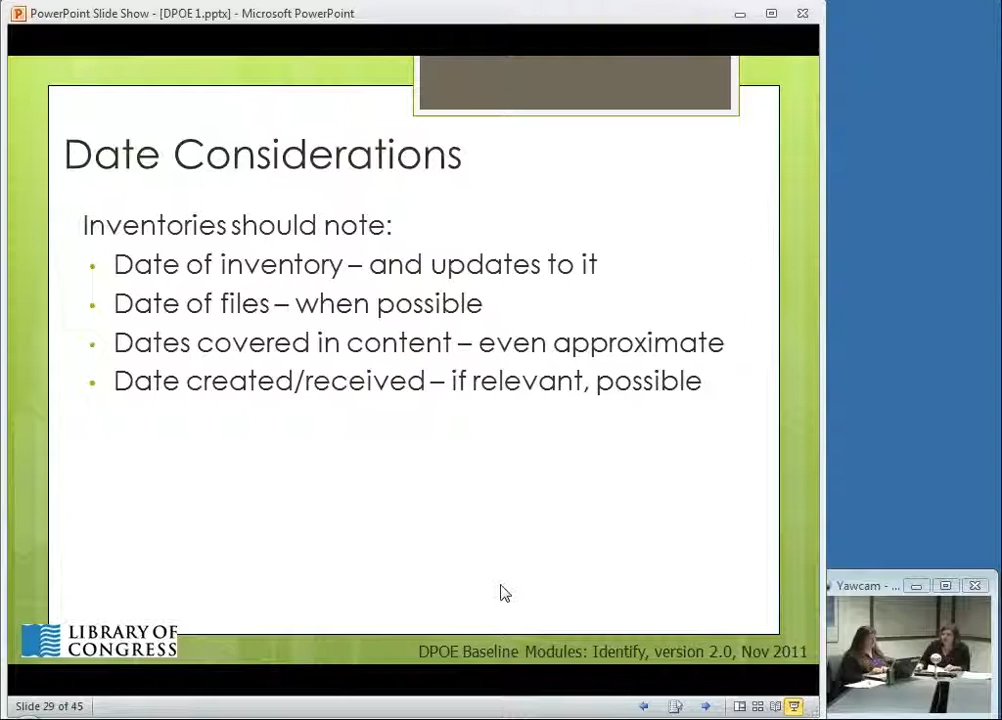 PowerPoint Slide Show - [DPOE 1.pptx] - Microsoft PowerPoint
Date Considerations
Inventories should note:
• Date of inventory – and updates to it
• Date of files – when possible
• Dates covered in content – even approximate
• Date created/received – if relevant, possible
LIBRARY OF
CONGRESS
DPOE Baseline Modules: Identify, version 2.0, Nov 2011
Yawcam - ...
Slide 29 of 45